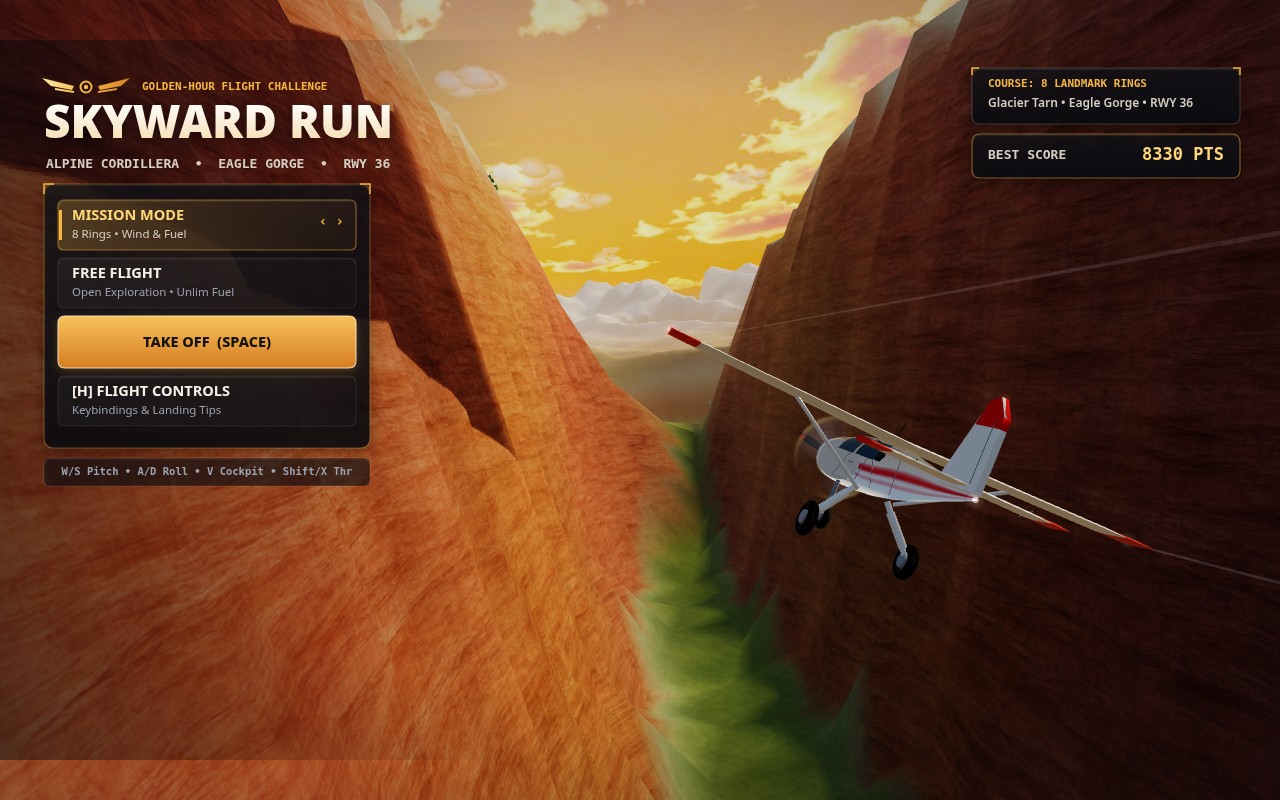 GOLDEN-HOUR FLIGHT CHALLENGE
SKYWARD RUN
ALPINE CORDILLERA • EAGLE GORGE • RWY 36
MISSION MODE
8 Rings • Wind & Fuel
‹ ›
FREE FLIGHT
Open Exploration • Unlim Fuel
TAKE OFF (SPACE)
[H] FLIGHT CONTROLS
Keybindings & Landing Tips
W/S Pitch • A/D Roll • V Cockpit • Shift/X Thr
COURSE: 8 LANDMARK RINGS
Glacier Tarn • Eagle Gorge • RWY 36
BEST SCORE 8330 PTS